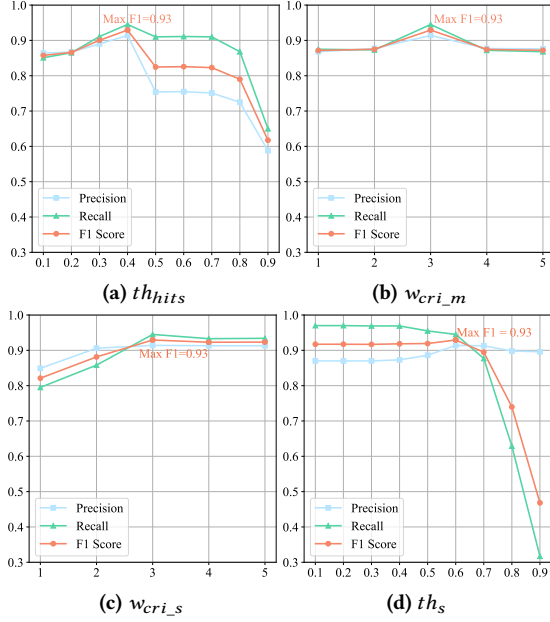 Max F1=0.93
1.0
0.9
0.8
0.7
0.6
0.5
0.4
0.3
Precision
Recall
F1 Score
0.1 0.2 0.3 0.4 0.5 0.6 0.7 0.8 0.9
(a) th_hits
Max F1=0.93
1.0
0.9
0.8
0.7
0.6
0.5
0.4
0.3
Precision
Recall
F1 Score
1 2 3 4 5
(b) w_cri_m
1.0
0.9
0.8
0.7
0.6
0.5
0.4
0.3
Max F1=0.93
Precision
Recall
F1 Score
1 2 3 4 5
(c) w_cri_s
1.0
0.9
0.8
0.7
0.6
0.5
0.4
0.3
Max F1 = 0.93
Precision
Recall
F1 Score
0.1 0.2 0.3 0.4 0.5 0.6 0.7 0.8 0.9
(d) th_s